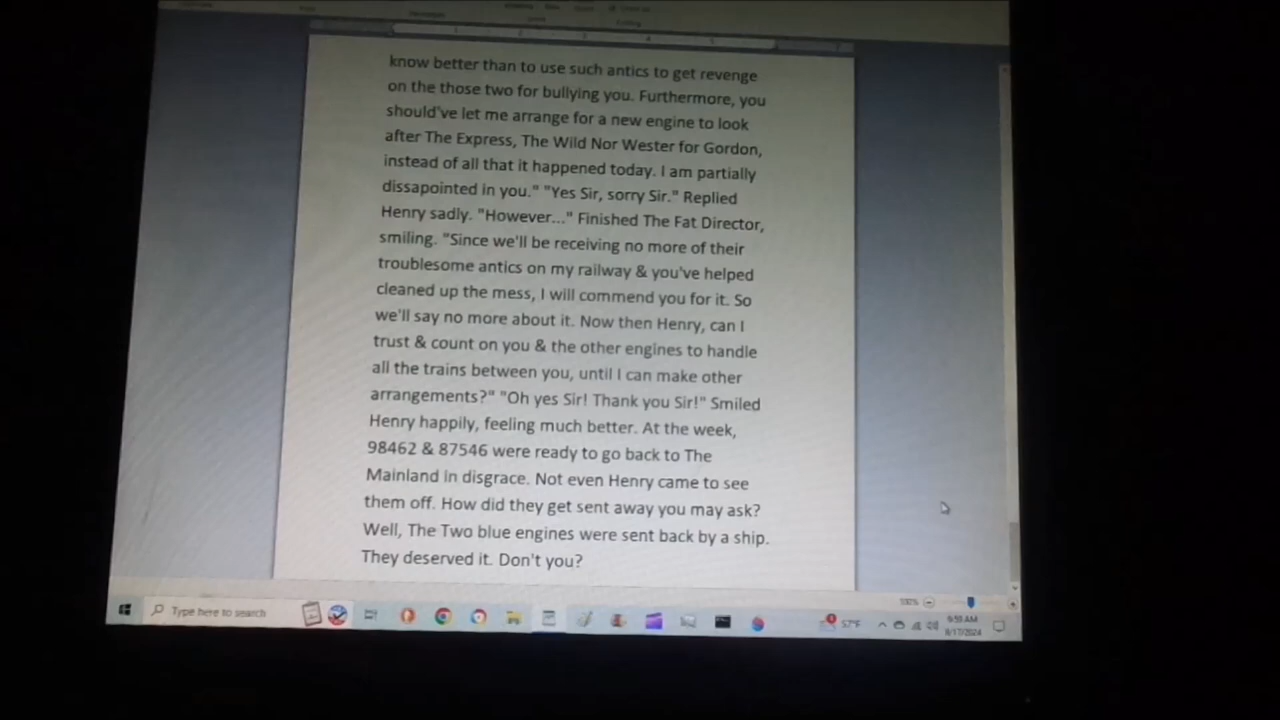 know better than to use such antics to get revenge
on the those two for bullying you. Furthermore, you
should've let me arrange for a new engine to look
after The Express, The Wild Nor Wester for Gordon,
instead of all that it happened today. I am partially
dissapointed in you." "Yes Sir, sorry Sir." Replied
Henry sadly. "However..." Finished The Fat Director,
smiling. "Since we'll be receiving no more of their
troublesome antics on my railway & you've helped
cleaned up the mess, I will commend you for it. So
we'll say no more about it. Now then Henry, can I
trust & count on you & the other engines to handle
all the trains between you, until I can make other
arrangements?" "Oh yes Sir! Thank you Sir!" Smiled
Henry happily, feeling much better. At the week,
98462 & 87546 were ready to go back to The
Mainland in disgrace. Not even Henry came to see
them off. How did they get sent away you may ask?
Well, The Two blue engines were sent back by a ship.
They deserved it. Don't you?
100%
Type here to search
57°F
9:59 AM
8/17/2024